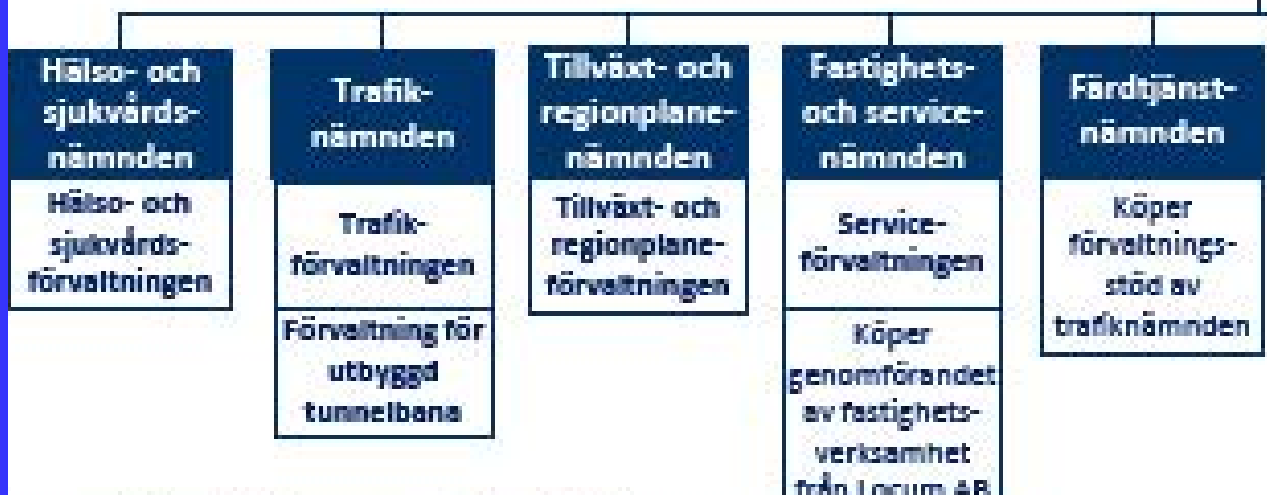 Hälso- och
sjukvårds-
nämnden
Hälso- och
sjukvårds-
förvaltningen
Trafik-
nämnden
Trafik-
förvaltningen
Förvaltning för
utbyggd
tunnelbana
Tillväxt- och
regionplane-
nämnden
Tillväxt- och
regionplane-
förvaltningen
Fastighets-
och service-
nämnden
Service-
förvaltningen
Köper
genomförandet
av fastighets-
verksamhet
från Locum AB
Färdtjänst-
nämnden
Köper
förvaltnings-
stöd av
trafiknämnden